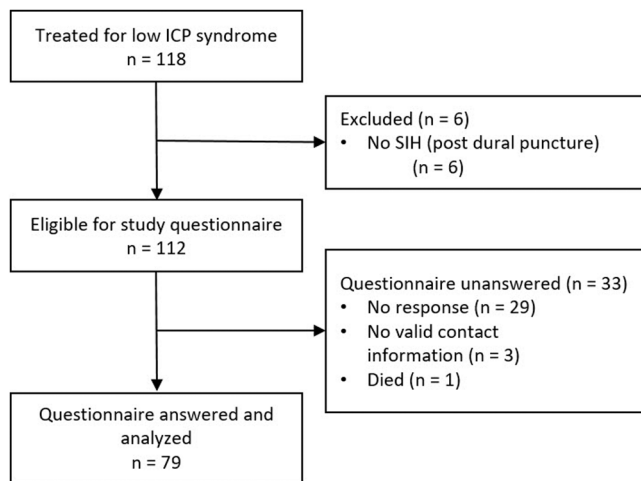 Treated for low ICP syndrome
n = 118
Excluded (n = 6)
• No SIH (post dural puncture)
(n = 6)
Eligible for study questionnaire
n = 112
Questionnaire unanswered (n = 33)
• No response (n = 29)
• No valid contact
information (n = 3)
• Died (n = 1)
Questionnaire answered and
analyzed
n = 79